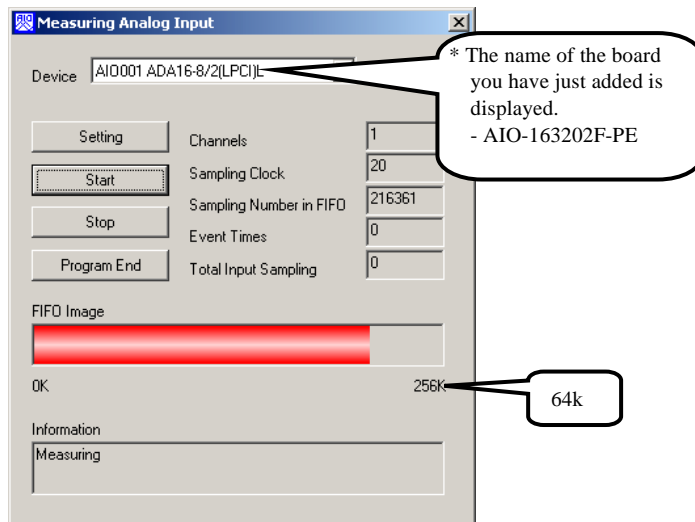 Measuring Analog Input
Device AIO001 ADA16-8/2(LPCI)L
* The name of the board
you have just added is
displayed.
- AIO-163202F-PE
Setting
Start
Stop
Program End
Channels 1
Sampling Clock 20
Sampling Number in FIFO 216361
Event Times 0
Total Input Sampling 0
FIFO Image
0K 256K
64k
Information
Measuring